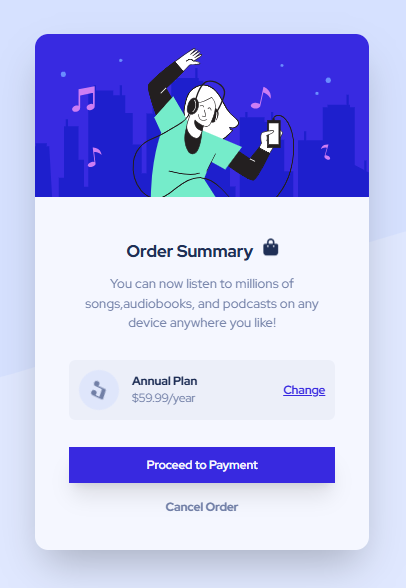 Order Summary
You can now listen to millions of
songs,audiobooks, and podcasts on any
device anywhere you like!
Annual Plan
$59.99/year
Change
Proceed to Payment
Cancel Order